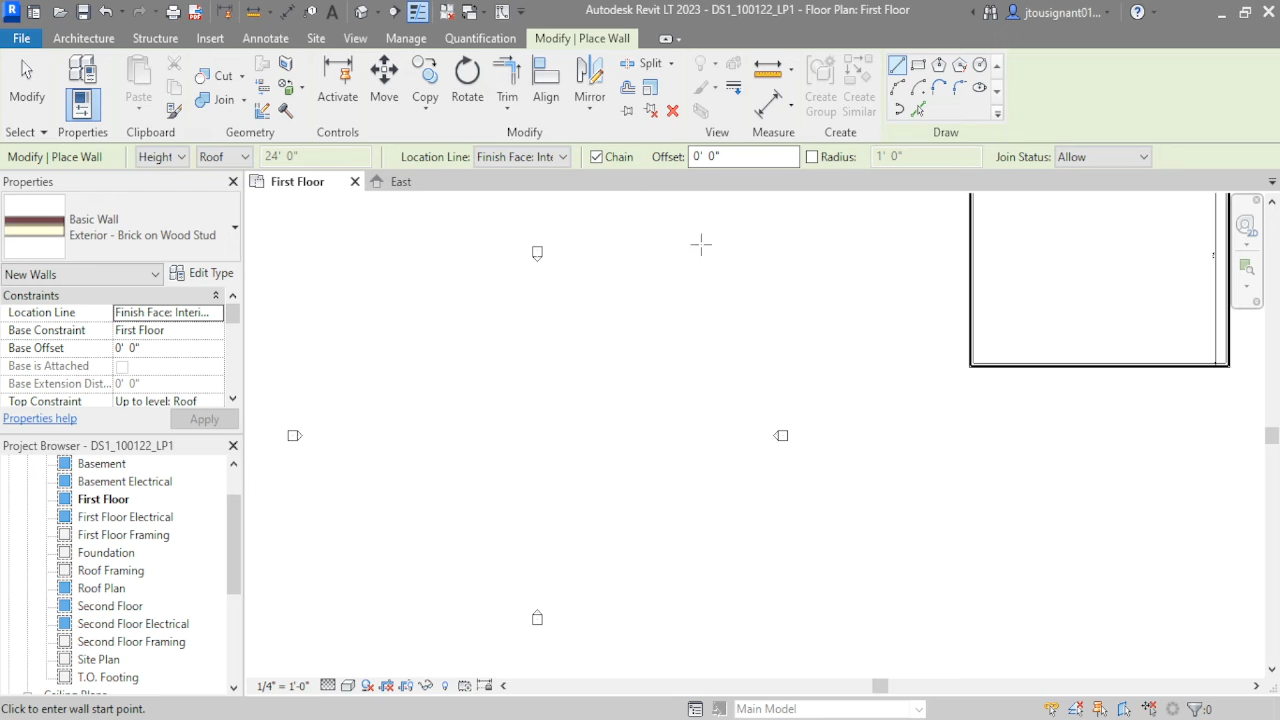 Autodesk Revit LT 2023 - DS1_100122_LP1 - Floor Plan: First Floor
jtousignant01...
File Architecture Structure Insert Annotate Site View Manage Quantification Modify | Place Wall
Modify Properties Paste Cut Join Activate Move Copy Rotate Trim Align Mirror Split Create Group Create Similar
Select Properties Clipboard Geometry Controls Modify View Measure Create Draw
Modify | Place Wall Height Roof 24' 0" Location Line: Finish Face: Inte Chain Offset: 0' 0" Radius: 1' 0" Join Status: Allow
Properties First Floor East
2D
Basic Wall
Exterior - Brick on Wood Stud
New Walls Edit Type
Constraints
Location Line Finish Face: Interi...
Base Constraint First Floor
Base Offset 0' 0"
Base is Attached
Base Extension Dist... 0' 0"
Top Constraint Up to level: Roof
Properties help Apply
Project Browser - DS1_100122_LP1
Basement
Basement Electrical
First Floor
First Floor Electrical
First Floor Framing
Foundation
Roof Framing
Roof Plan
Second Floor
Second Floor Electrical
Second Floor Framing
Site Plan
T.O. Footing
1/4" = 1'-0"
Click to enter wall start point. Main Model :0